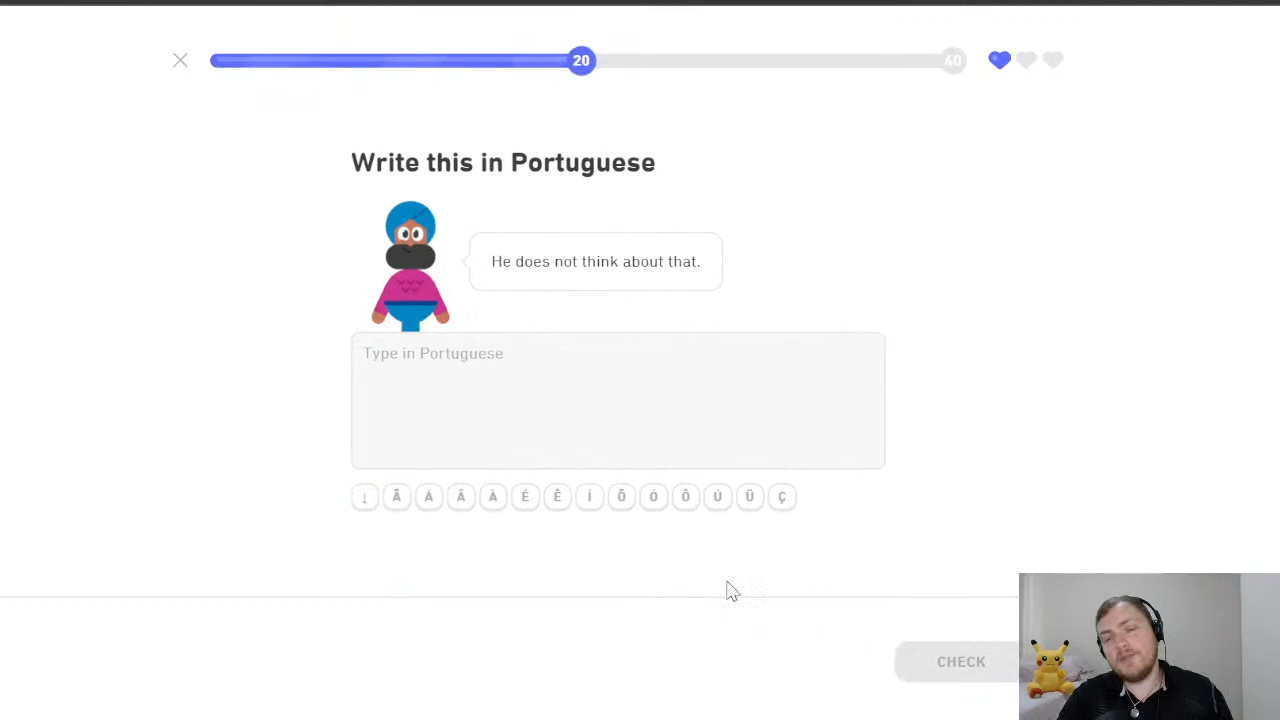 20
40
Write this in Portuguese
He does not think about that.
Type in Portuguese
↓ Ã Á Â À É Ê Í Õ Ó Ô Ú Ü Ç
CHECK